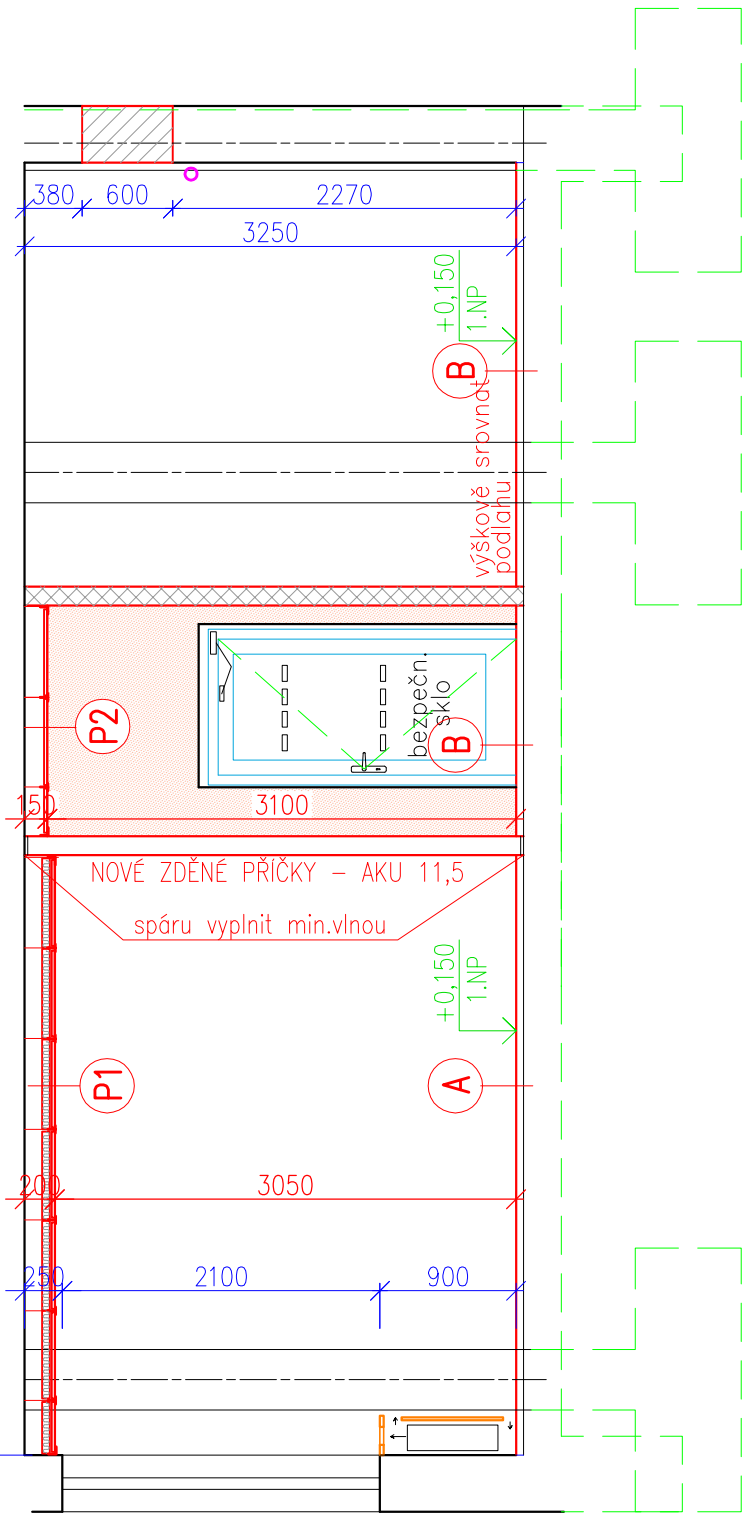 380
600
2270
3250
+0,150
1.NP
B
výškově srovnat
podlahu
P2
bezpečn.
sklo
B
150
3100
NOVÉ ZDĚNÉ PŘÍČKY – AKU 11,5
spáru vyplnit min.vlnou
+0,150
1.NP
P1
A
200
3050
250
2100
900